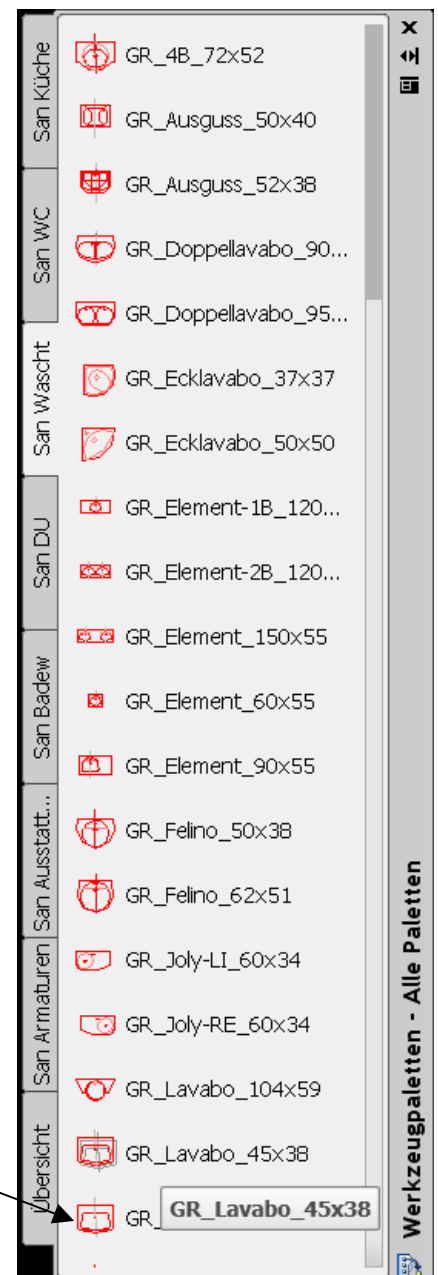 San Küche
San WC
San Wascht
San DU
San Badew
San Ausstatt...
San Armaturen
Übersicht
GR_4B_72x52
GR_Ausguss_50x40
GR_Ausguss_52x38
GR_Doppellavabo_90...
GR_Doppellavabo_95...
GR_Ecklavabo_37x37
GR_Ecklavabo_50x50
GR_Element-1B_120...
GR_Element-2B_120...
GR_Element_150x55
GR_Element_60x55
GR_Element_90x55
GR_Felino_50x38
GR_Felino_62x51
GR_Joly-LI_60x34
GR_Joly-RE_60x34
GR_Lavabo_104x59
GR_Lavabo_45x38
GR_
GR_Lavabo_45x38
Werkzeugpaletten - Alle Paletten